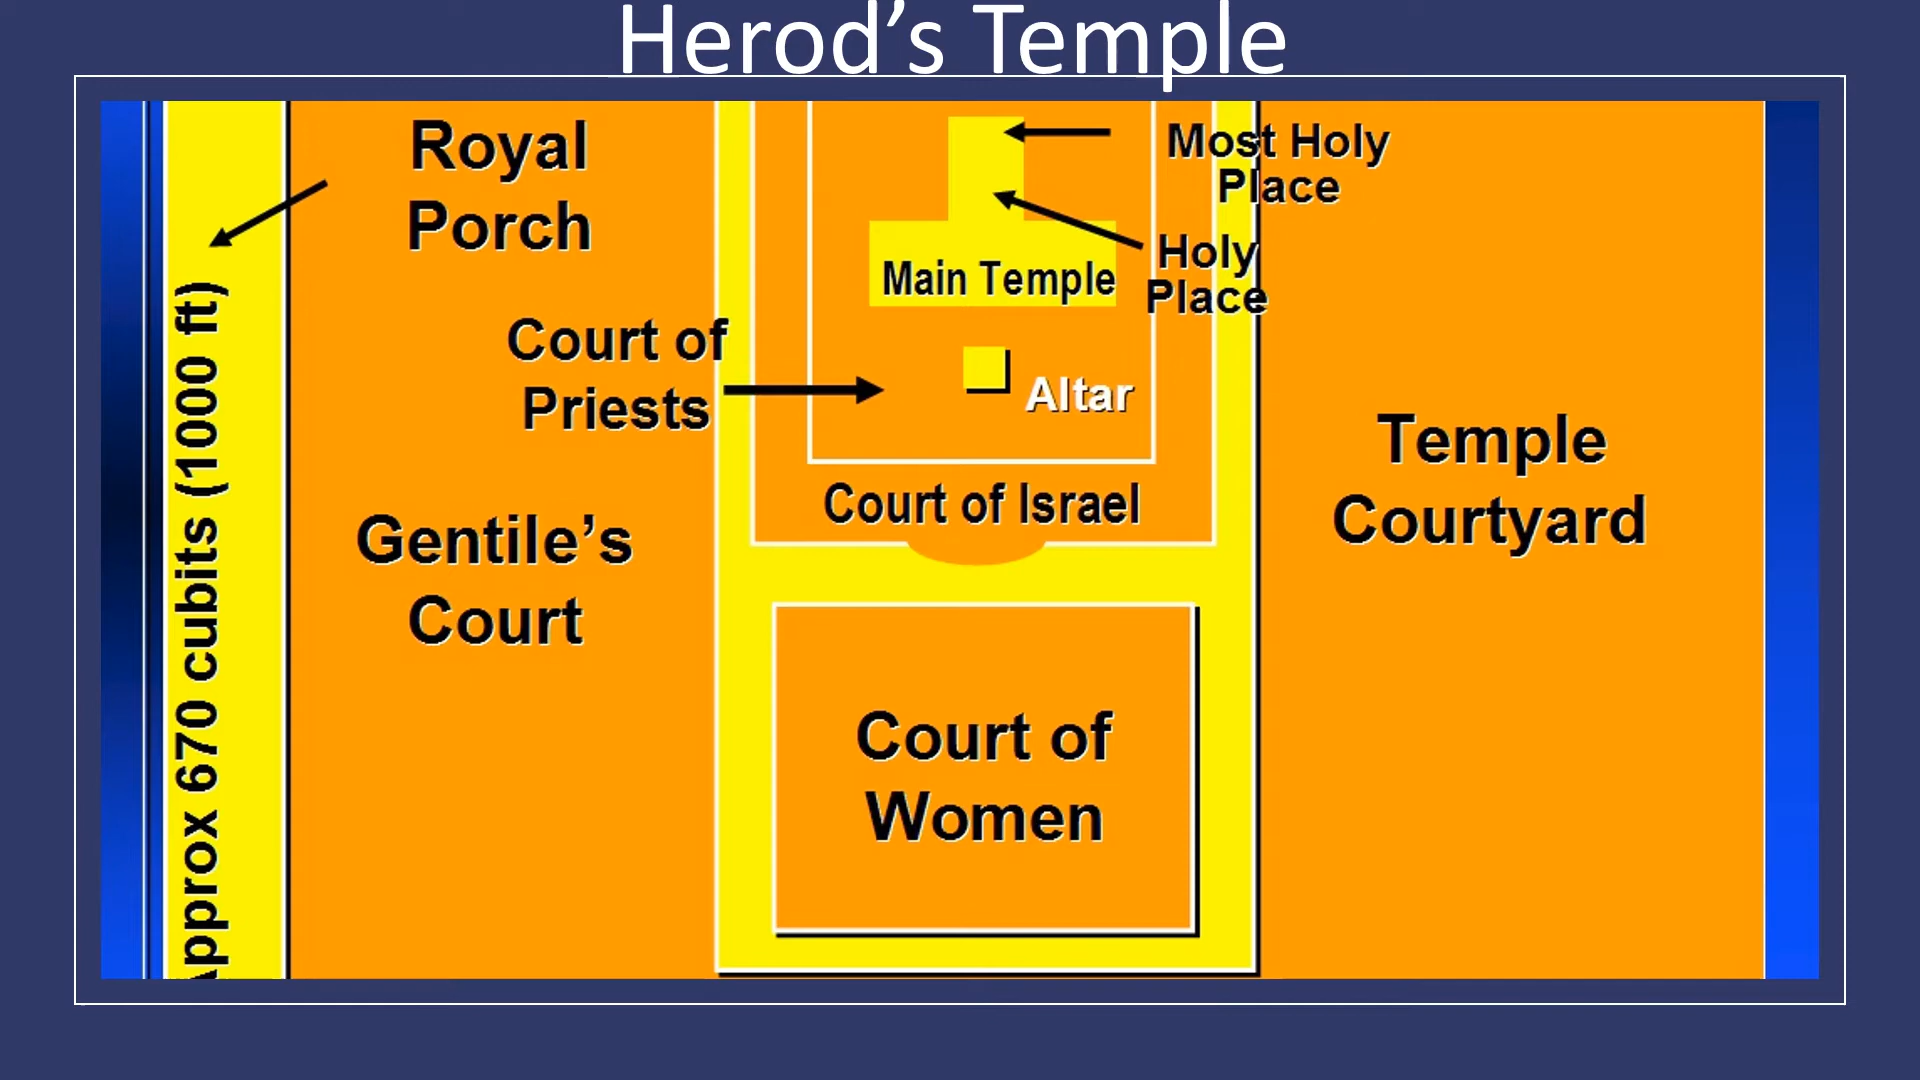 Herod’s Temple
Royal
Porch
Most Holy
Place
Holy
Place
Main Temple
Court of
Priests
Altar
Temple
Courtyard
Court of Israel
Gentile’s
Court
Court of
Women
pprox 670 cubits (1000 ft)